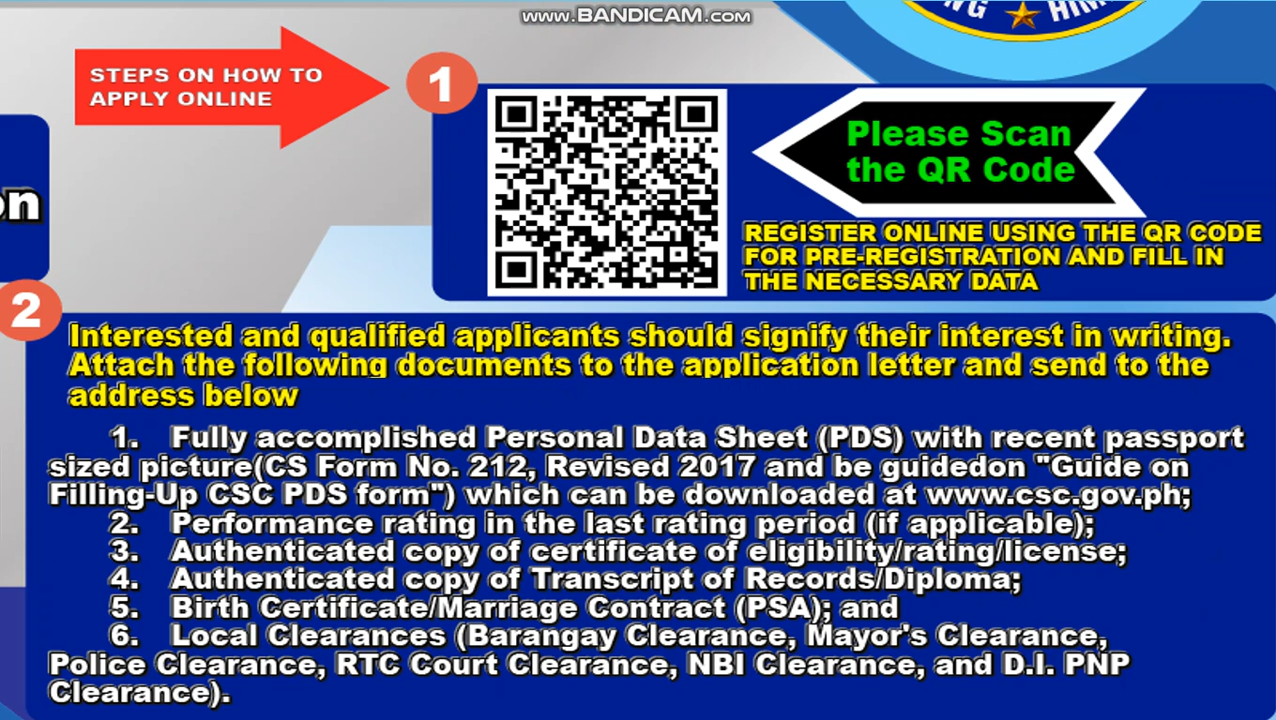 www.BANDICAM.com
NG HIM
STEPS ON HOW TO
APPLY ONLINE
1
Please Scan
the QR Code
REGISTER ONLINE USING THE QR CODE
FOR PRE-REGISTRATION AND FILL IN
THE NECESSARY DATA
on
2
Interested and qualified applicants should signify their interest in writing.
Attach the following documents to the application letter and send to the
address below
1. Fully accomplished Personal Data Sheet (PDS) with recent passport
sized picture(CS Form No. 212, Revised 2017 and be guidedon "Guide on
Filling-Up CSC PDS form") which can be downloaded at www.csc.gov.ph;
2. Performance rating in the last rating period (if applicable);
3. Authenticated copy of certificate of eligibility/rating/license;
4. Authenticated copy of Transcript of Records/Diploma;
5. Birth Certificate/Marriage Contract (PSA); and
6. Local Clearances (Barangay Clearance, Mayor's Clearance,
Police Clearance, RTC Court Clearance, NBI Clearance, and D.I. PNP
Clearance).